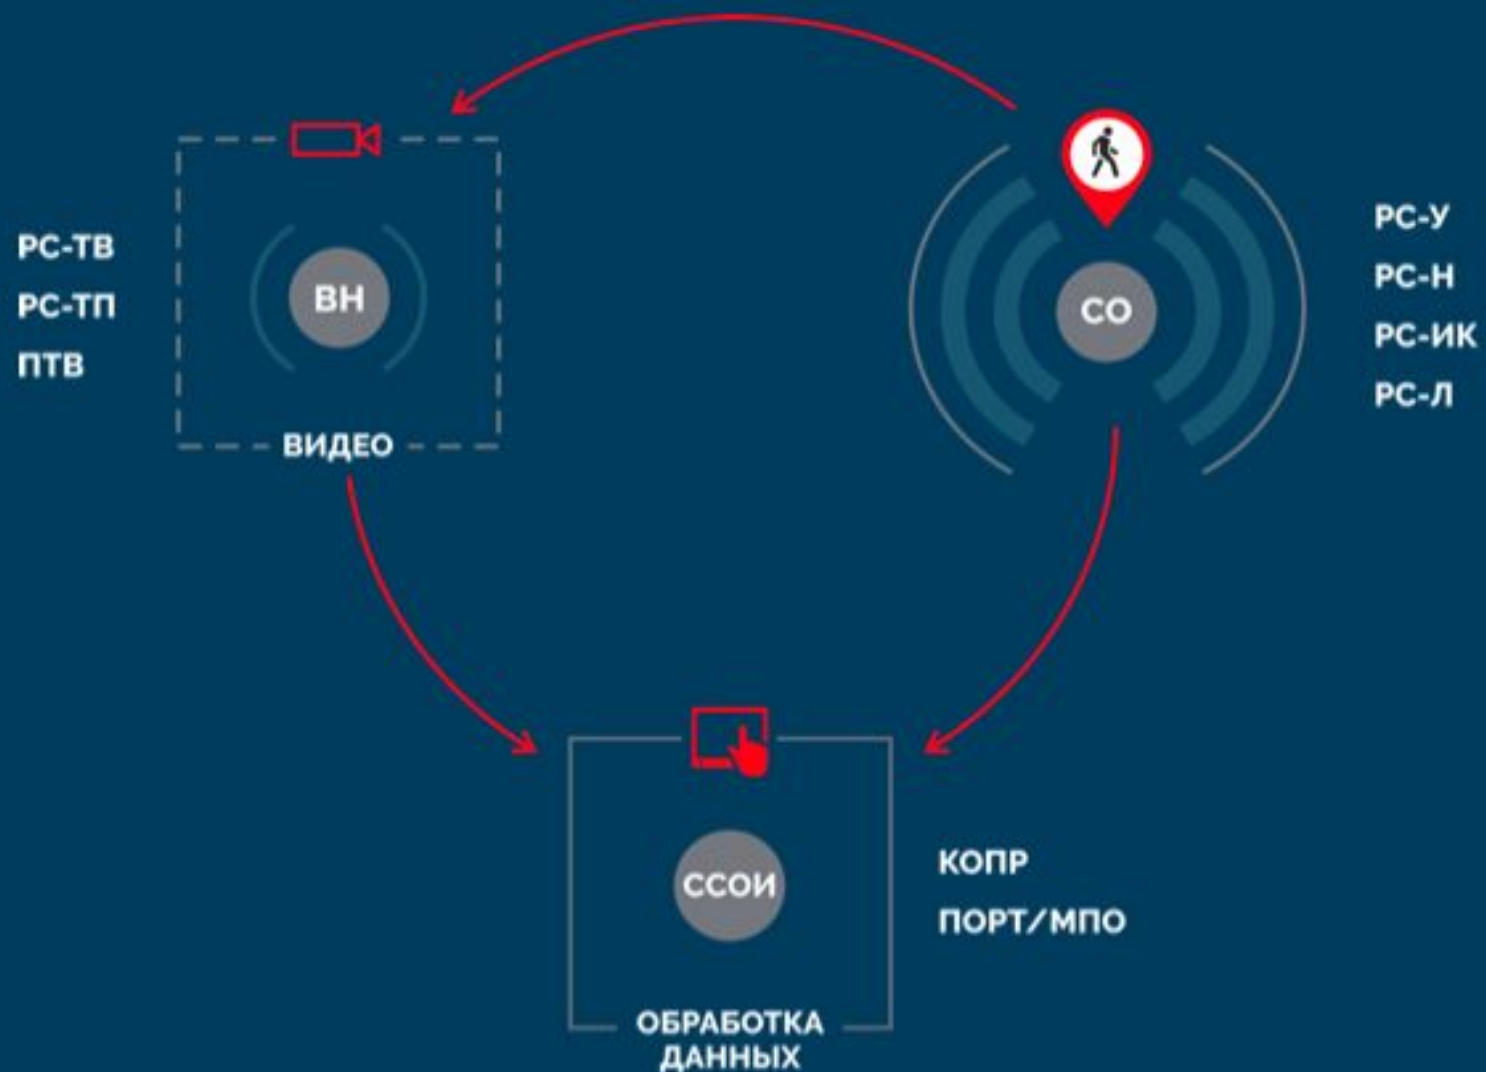 РС-ТВ
РС-ТП
ПТВ
ВН
ВИДЕО
СО
РС-У
РС-Н
РС-ИК
РС-Л
ССОИ
КОПР
ПОРТ/МПО
ОБРАБОТКА
ДАННЫХ